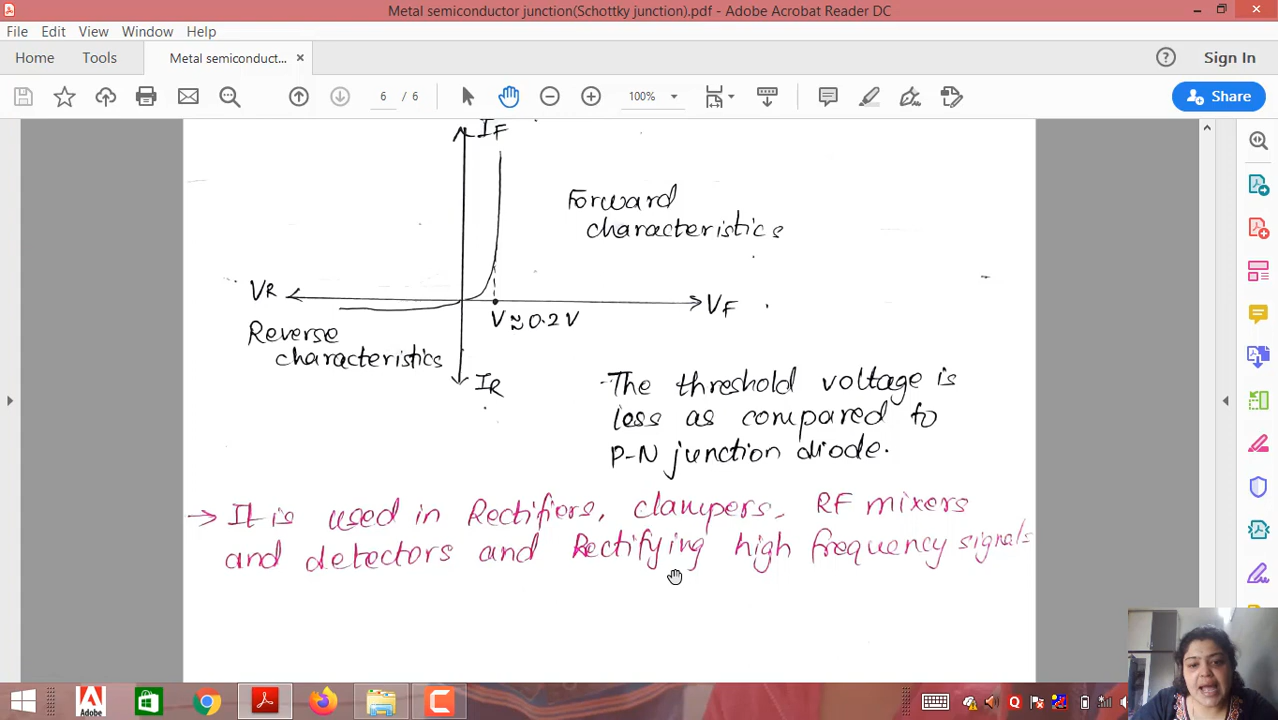 Metal semiconductor junction(Schottky junction).pdf - Adobe Acrobat Reader DC
File Edit View Window Help
Home Tools Metal semiconduct... × Sign In
6 / 6 100% Share
IF
Forward
characteristics
VR VF
V ≈ 0.2 V
Reverse
characteristics
IR
The threshold voltage is
less as compared to
P-N junction diode.
→ It is used in Rectifiers, clampers, RF mixers
and detectors and Rectifying high frequency signals
Adobe